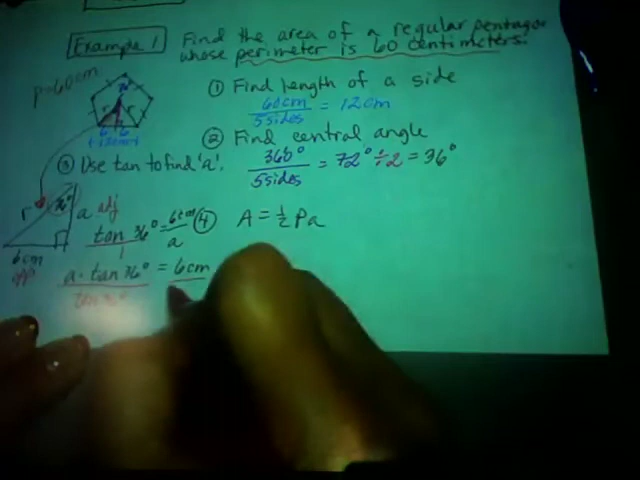 Example 1
Find the area of a regular pentagon
whose perimeter is 60 centimeters.
P=60cm
① Find length of a side
60cm
5sides
= 12cm
② Find central angle
360°
5sides
= 72° ÷2 = 36°
③ Use tan to find 'a'.
r
r
6
6
r
36°
a adj
6cm
opp
tan 36° = 6cm
1
a
a · tan 36° = 6cm
tan 36°
④ A = ½ Pa